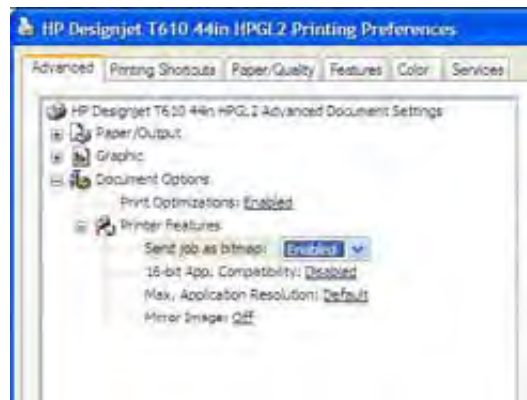 HP Designjet T610 44in HPGL2 Printing Preferences
Advanced Printing Shortcuts Paper/Quality Features Color Services
HP Designjet T610 44in HPGL2 Advanced Document Settings
Paper/Output
Graphic
Document Options
Print Optimizations: Enabled
Printer Features
Send job as bitmap: Enabled
16-bit App. Compatibility: Disabled
Max. Application Resolution: Default
Mirror Image: Off